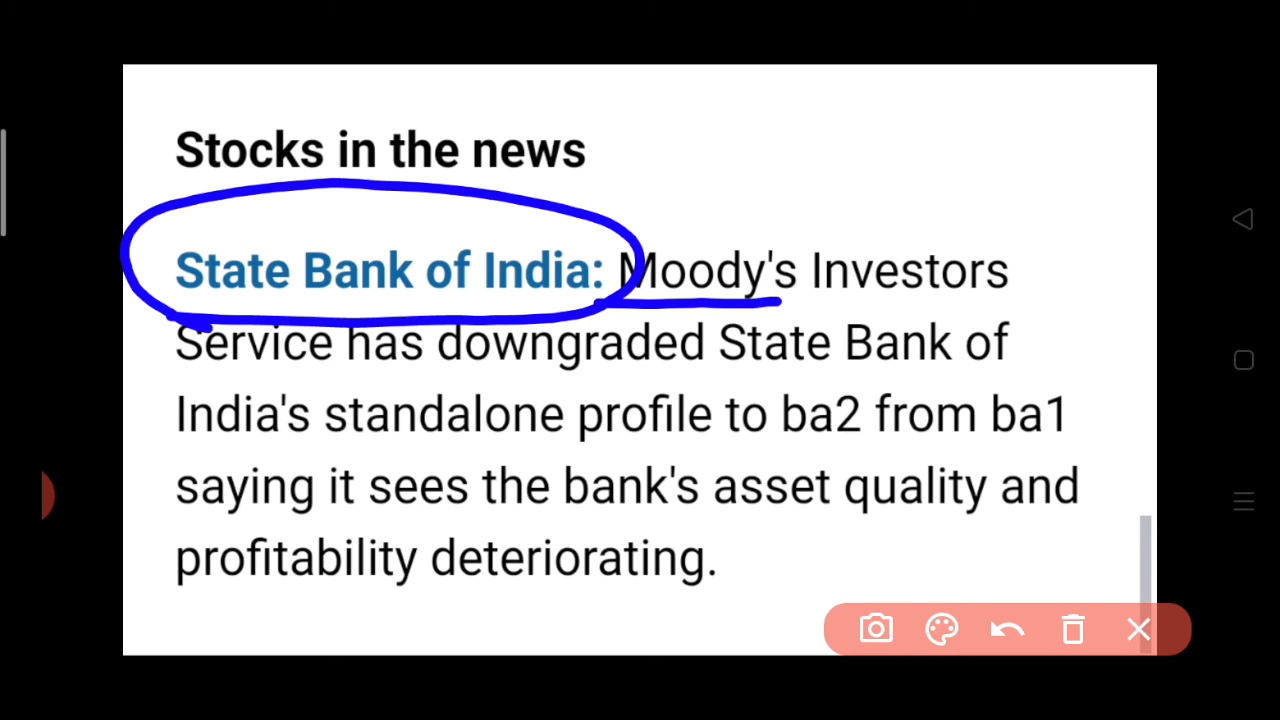 Stocks in the news
State Bank of India: Moody's Investors
Service has downgraded State Bank of
India's standalone profile to ba2 from ba1
saying it sees the bank's asset quality and
profitability deteriorating.